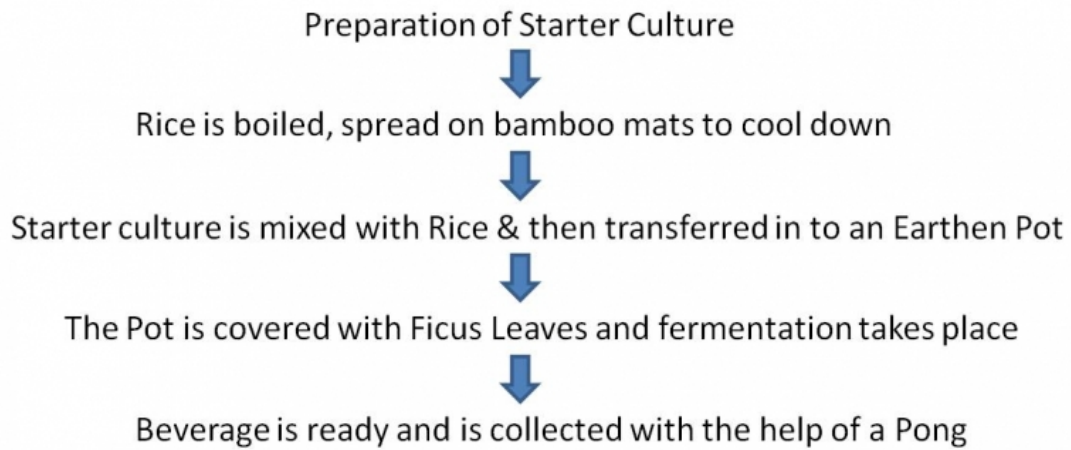 Preparation of Starter Culture
Rice is boiled, spread on bamboo mats to cool down
Starter culture is mixed with Rice & then transferred in to an Earthen Pot
The Pot is covered with Ficus Leaves and fermentation takes place
Beverage is ready and is collected with the help of a Pong